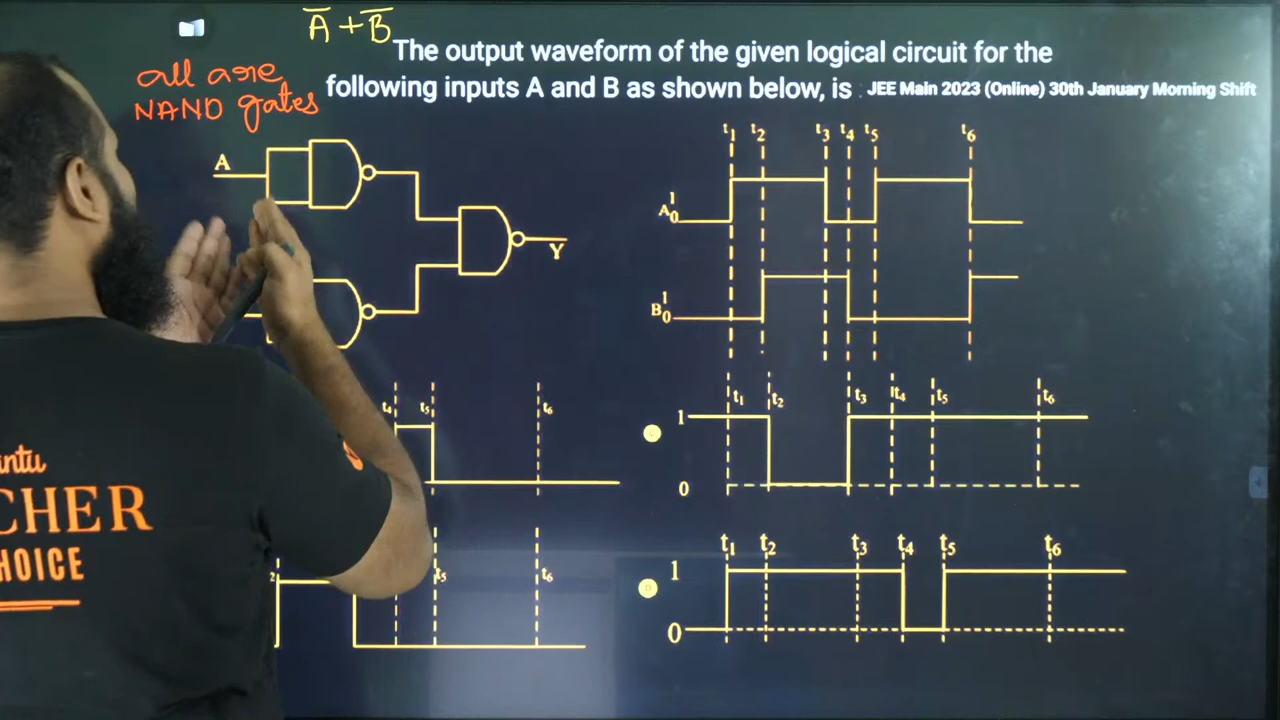 A̅ + B̅
The output waveform of the given logical circuit for the
all are
NAND gates
following inputs A and B as shown below, is : JEE Main 2023 (Online) 30th January Morning Shift
t1 t2 t3 t4 t5 t6
A
Y
A 1 0
B 1 0
t4 t5 t6
t1 t2 t3 t4 t5 t6
1
0
t1 t2 t3 t4 t5 t6
1
0
2 t5 t6
CHER
HOICE